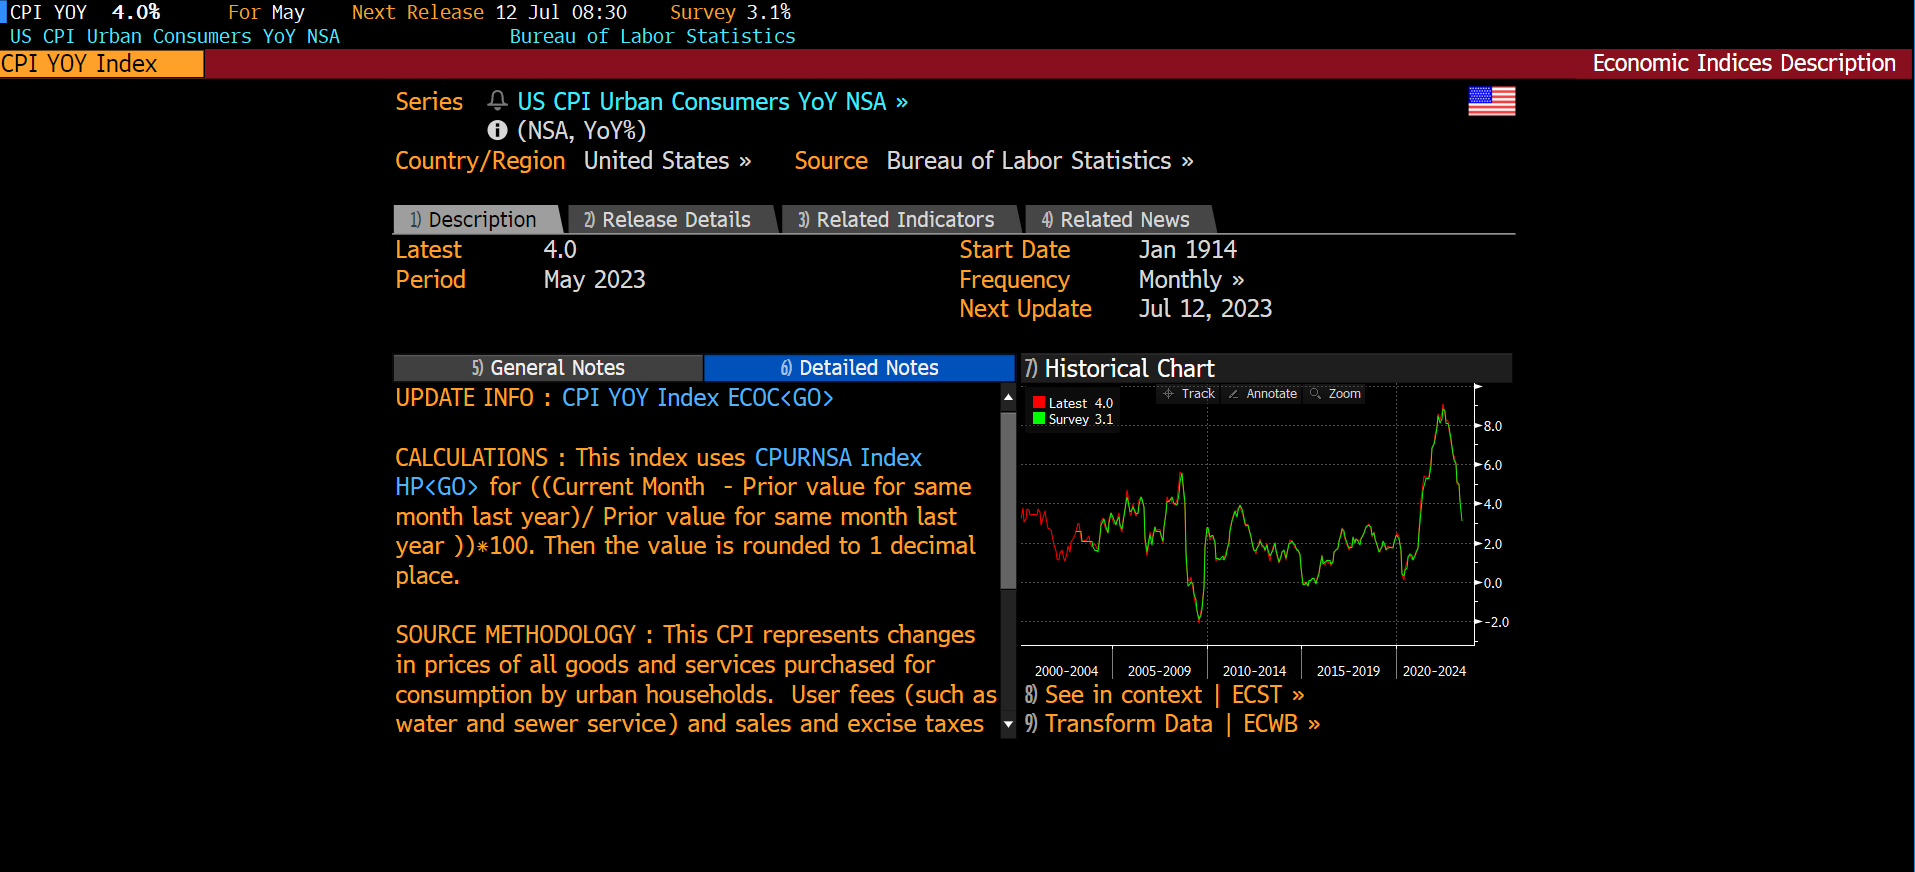 CPI YOY 4.0% For May Next Release 12 Jul 08:30 Survey 3.1%
US CPI Urban Consumers YoY NSA Bureau of Labor Statistics
CPI YOY Index Economic Indices Description
Series US CPI Urban Consumers YoY NSA »
(NSA, YoY%)
Country/Region United States » Source Bureau of Labor Statistics »
1) Description 2) Release Details 3) Related Indicators 4) Related News
Latest 4.0 Start Date Jan 1914
Period May 2023 Frequency Monthly »
Next Update Jul 12, 2023
5) General Notes 6) Detailed Notes
UPDATE INFO : CPI YOY Index ECOC<GO>
CALCULATIONS : This index uses CPURNSA Index
HP<GO> for ((Current Month - Prior value for same
month last year)/ Prior value for same month last
year ))*100. Then the value is rounded to 1 decimal
place.
SOURCE METHODOLOGY : This CPI represents changes
in prices of all goods and services purchased for
consumption by urban households. User fees (such as
water and sewer service) and sales and excise taxes
7) Historical Chart
Track Annotate Zoom
Latest 4.0
Survey 3.1
8.0
6.0
4.0
2.0
0.0
-2.0
2000-2004 2005-2009 2010-2014 2015-2019 2020-2024
8) See in context | ECST »
9) Transform Data | ECWB »